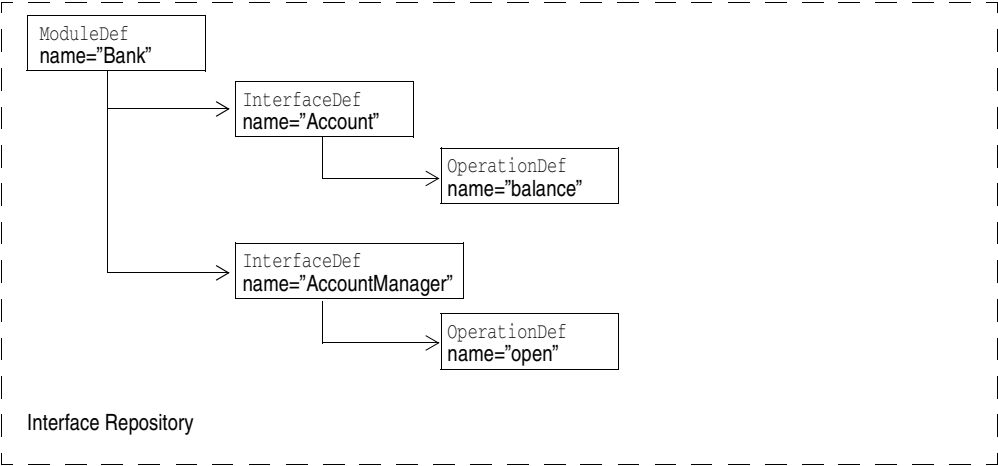 ModuleDef
name=”Bank”
InterfaceDef
name=”Account”
OperationDef
name=”balance”
InterfaceDef
name=”AccountManager”
OperationDef
name=”open”
Interface Repository